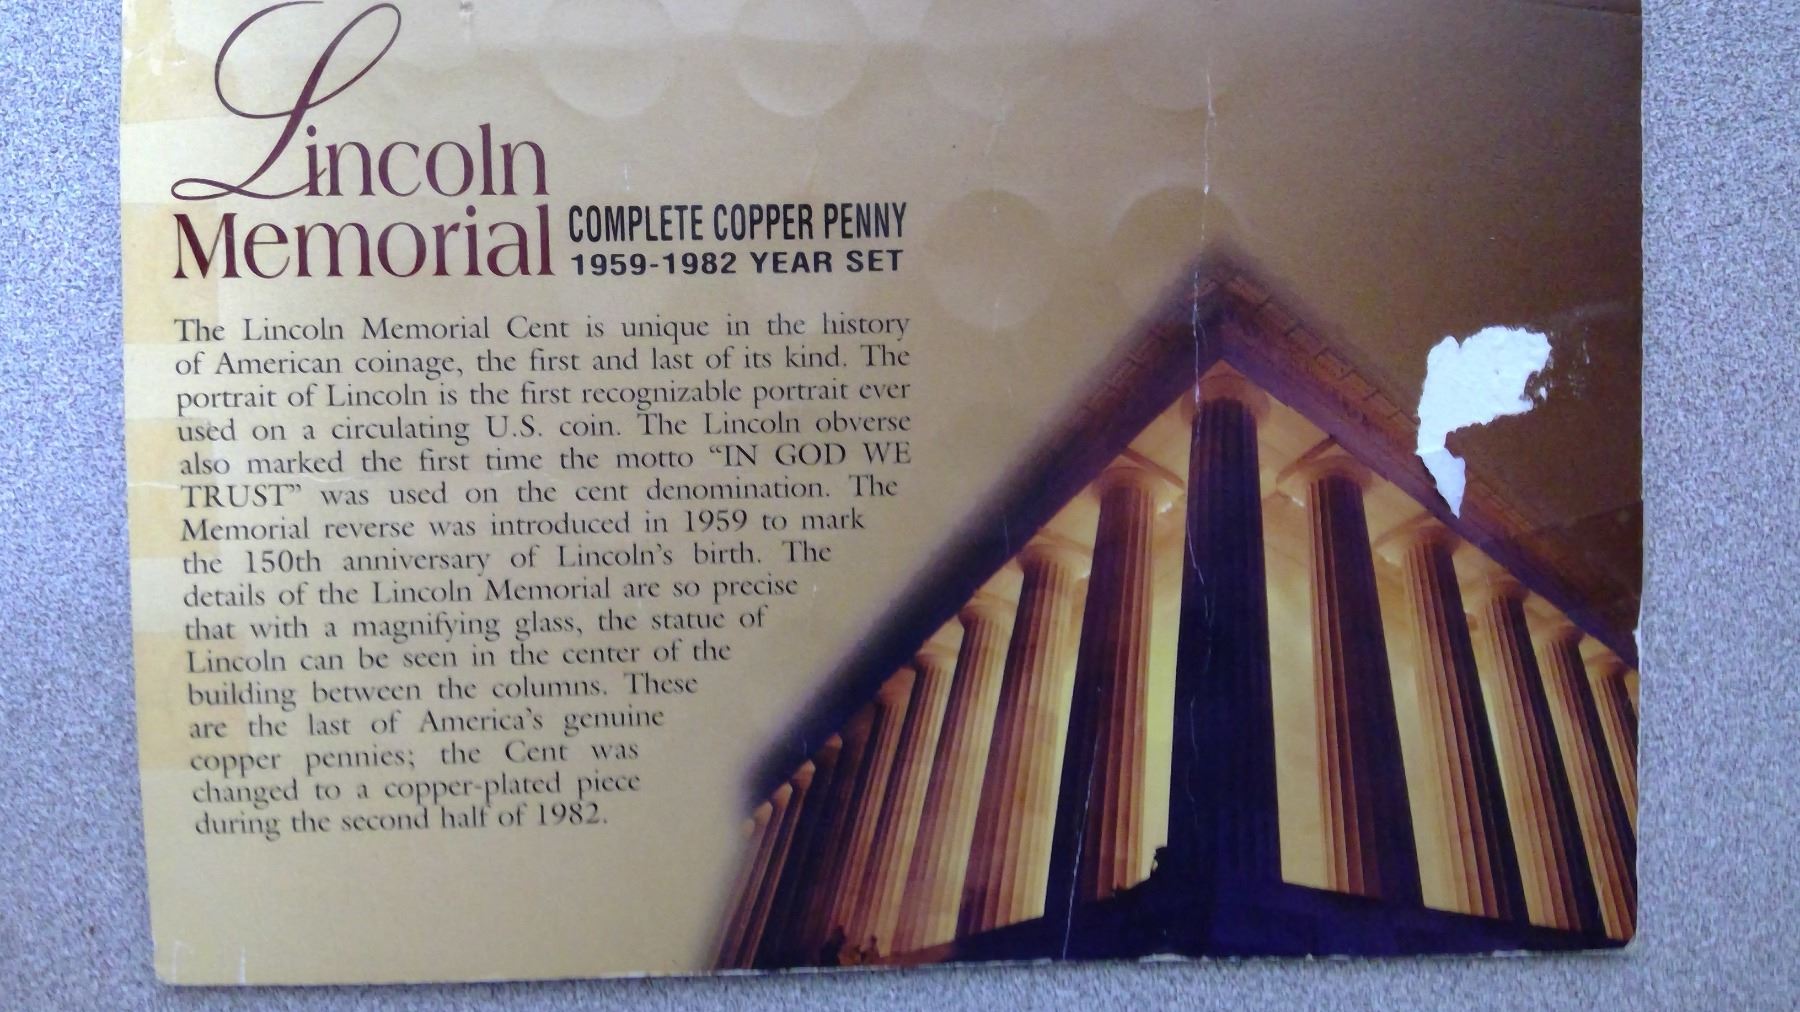 Lincoln
Memorial
COMPLETE COPPER PENNY
1959-1982 YEAR SET
The Lincoln Memorial Cent is unique in the history
of American coinage, the first and last of its kind. The
portrait of Lincoln is the first recognizable portrait ever
used on a circulating U.S. coin. The Lincoln obverse
also marked the first time the motto “IN GOD WE
TRUST” was used on the cent denomination. The
Memorial reverse was introduced in 1959 to mark
the 150th anniversary of Lincoln’s birth. The
details of the Lincoln Memorial are so precise
that with a magnifying glass, the statue of
Lincoln can be seen in the center of the
building between the columns. These
are the last of America’s genuine
copper pennies; the Cent was
changed to a copper-plated piece
during the second half of 1982.